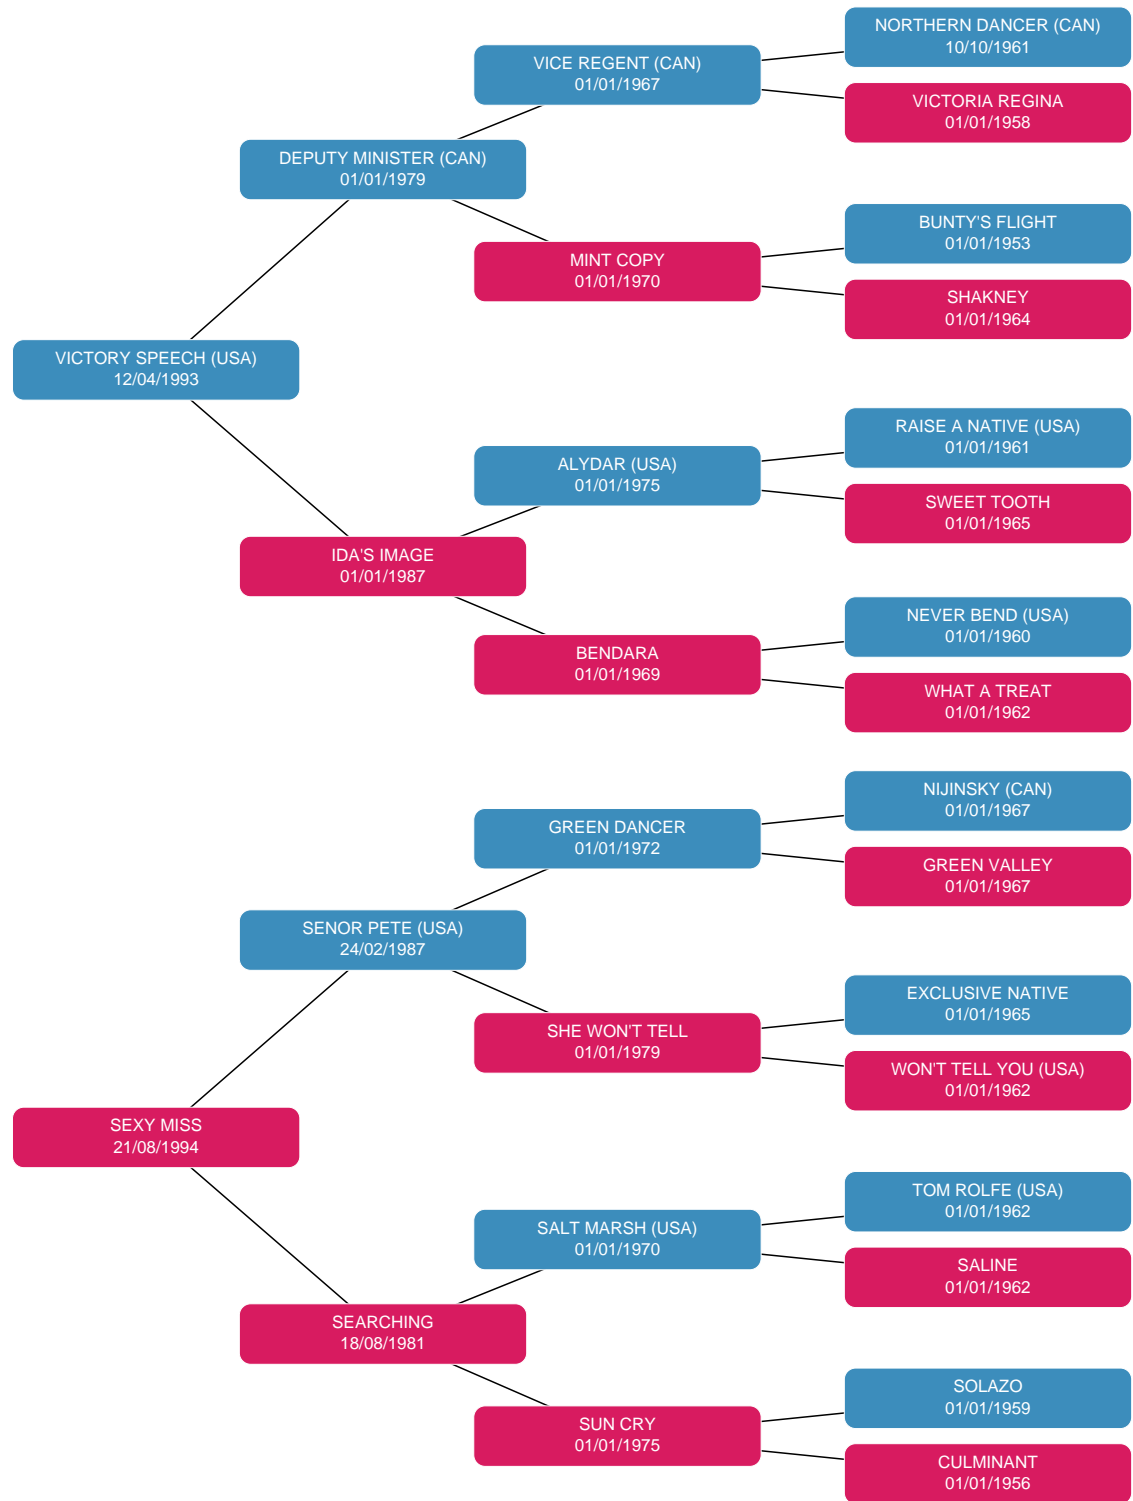 NORTHERN DANCER (CAN)
10/10/1961
VICE REGENT (CAN)
01/01/1967
VICTORIA REGINA
01/01/1958
DEPUTY MINISTER (CAN)
01/01/1979
BUNTY'S FLIGHT
01/01/1953
MINT COPY
01/01/1970
SHAKNEY
01/01/1964
VICTORY SPEECH (USA)
12/04/1993
RAISE A NATIVE (USA)
01/01/1961
ALYDAR (USA)
01/01/1975
SWEET TOOTH
01/01/1965
IDA'S IMAGE
01/01/1987
NEVER BEND (USA)
01/01/1960
BENDARA
01/01/1969
WHAT A TREAT
01/01/1962
NIJINSKY (CAN)
01/01/1967
GREEN DANCER
01/01/1972
GREEN VALLEY
01/01/1967
SENOR PETE (USA)
24/02/1987
EXCLUSIVE NATIVE
01/01/1965
SHE WON'T TELL
01/01/1979
WON'T TELL YOU (USA)
01/01/1962
SEXY MISS
21/08/1994
TOM ROLFE (USA)
01/01/1962
SALT MARSH (USA)
01/01/1970
SALINE
01/01/1962
SEARCHING
18/08/1981
SOLAZO
01/01/1959
SUN CRY
01/01/1975
CULMINANT
01/01/1956